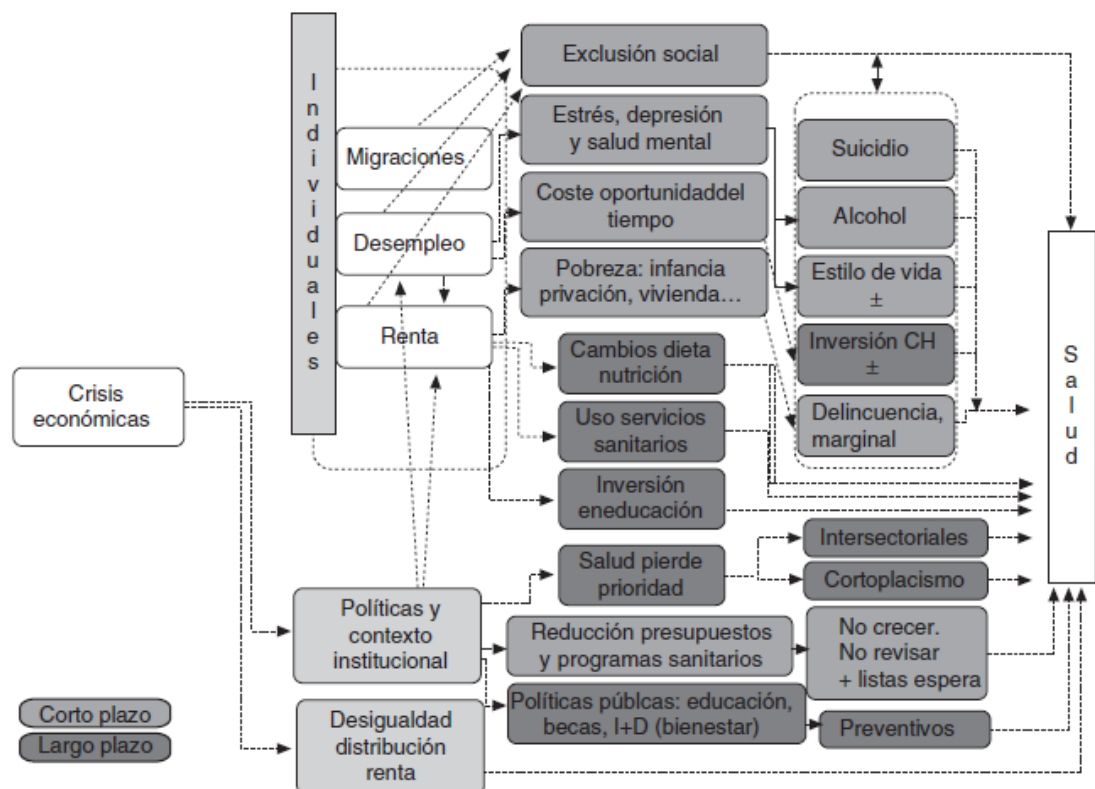 Individuales
Migraciones
Desempleo
Renta
Exclusión social
Estrés, depresión
y salud mental
Coste oportunidaddel
tiempo
Pobreza: infancia
privación, vivienda...
Cambios dieta
nutrición
Uso servicios
sanitarios
Inversión
eneducación
Salud pierde
prioridad
Suicidio
Alcohol
Estilo de vida
±
Inversión CH
±
Delincuencia,
marginal
Intersectoriales
Cortoplacismo
Salud
Crisis
económicas
Políticas y
contexto
institucional
Reducción presupuestos
y programas sanitarios
No crecer.
No revisar
+ listas espera
Políticas públcas: educación,
becas, I+D (bienestar)
Preventivos
Desigualdad
distribución
renta
Corto plazo
Largo plazo